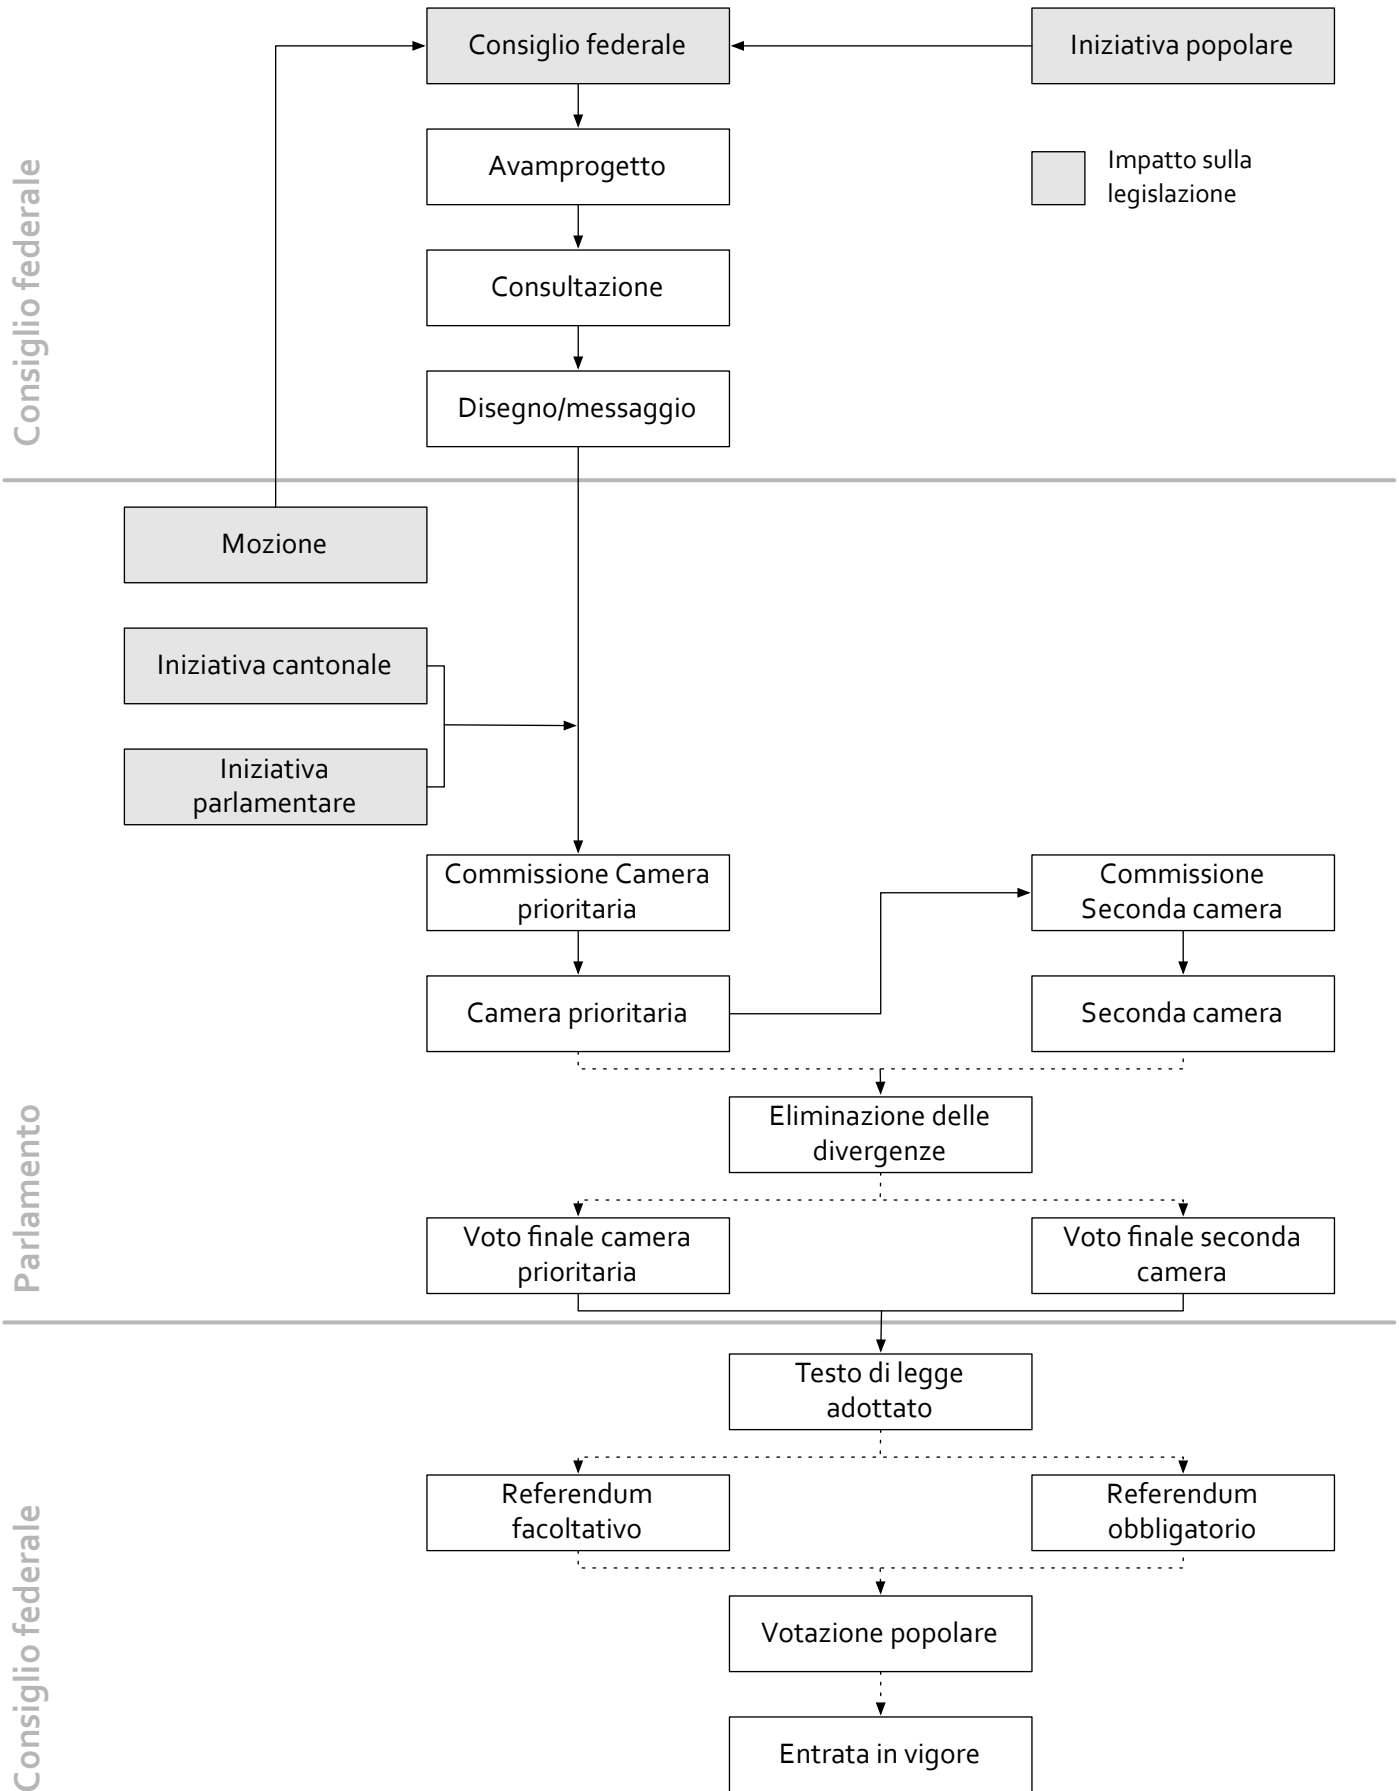 Consiglio federale
Iniziativa popolare
Avamprogetto
Impatto sulla
legislazione
Consultazione
Disegno/messaggio
Consiglio federale
Mozione
Iniziativa cantonale
Iniziativa
parlamentare
Commissione Camera
prioritaria
Commissione
Seconda camera
Camera prioritaria
Seconda camera
Eliminazione delle
divergenze
Voto finale camera
prioritaria
Voto finale seconda
camera
Parlamento
Testo di legge
adottato
Referendum
facoltativo
Referendum
obbligatorio
Votazione popolare
Entrata in vigore
Consiglio federale